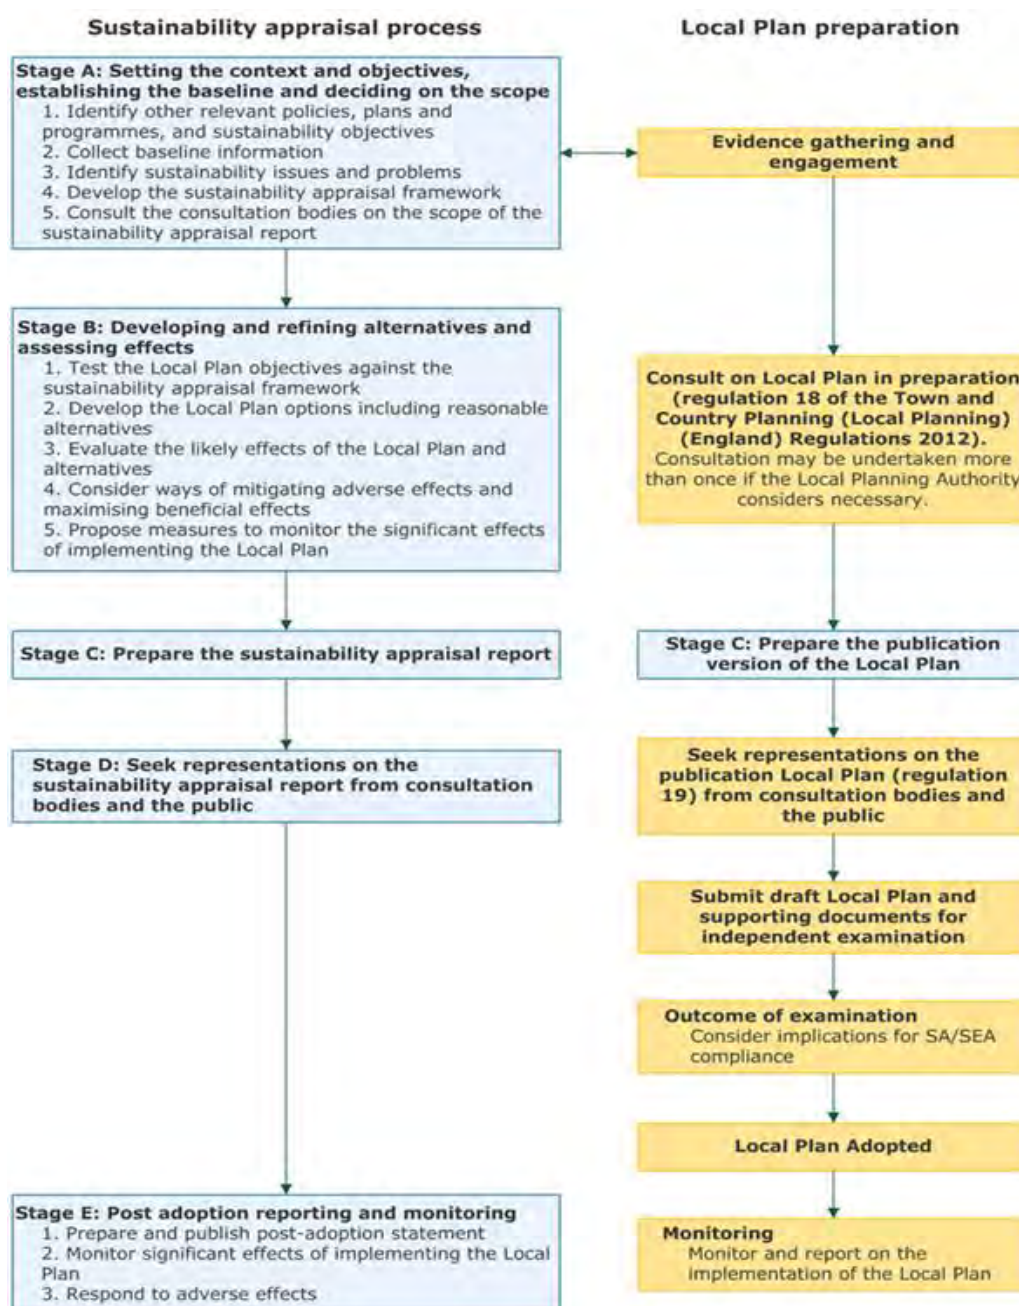 Sustainability appraisal process
Stage A: Setting the context and objectives,
establishing the baseline and deciding on the scope
1. Identify other relevant policies, plans and
programmes, and sustainability objectives
2. Collect baseline information
3. Identify sustainability issues and problems
4. Develop the sustainability appraisal framework
5. Consult the consultation bodies on the scope of the
sustainability appraisal report
Stage B: Developing and refining alternatives and
assessing effects
1. Test the Local Plan objectives against the
sustainability appraisal framework
2. Develop the Local Plan options including reasonable
alternatives
3. Evaluate the likely effects of the Local Plan and
alternatives
4. Consider ways of mitigating adverse effects and
maximising beneficial effects
5. Propose measures to monitor the significant effects
of implementing the Local Plan
Stage C: Prepare the sustainability appraisal report
Stage D: Seek representations on the
sustainability appraisal report from consultation
bodies and the public
Stage E: Post adoption reporting and monitoring
1. Prepare and publish post-adoption statement
2. Monitor significant effects of implementing the Local
Plan
3. Respond to adverse effects
Local Plan preparation
Evidence gathering and
engagement
Consult on Local Plan in preparation
(regulation 18 of the Town and
Country Planning (Local Planning)
(England) Regulations 2012).
Consultation may be undertaken more
than once if the Local Planning Authority
considers necessary.
Stage C: Prepare the publication
version of the Local Plan
Seek representations on the
publication Local Plan (regulation
19) from consultation bodies and
the public
Submit draft Local Plan and
supporting documents for
independent examination
Outcome of examination
Consider implications for SA/SEA
compliance
Local Plan Adopted
Monitoring
Monitor and report on the
implementation of the Local Plan